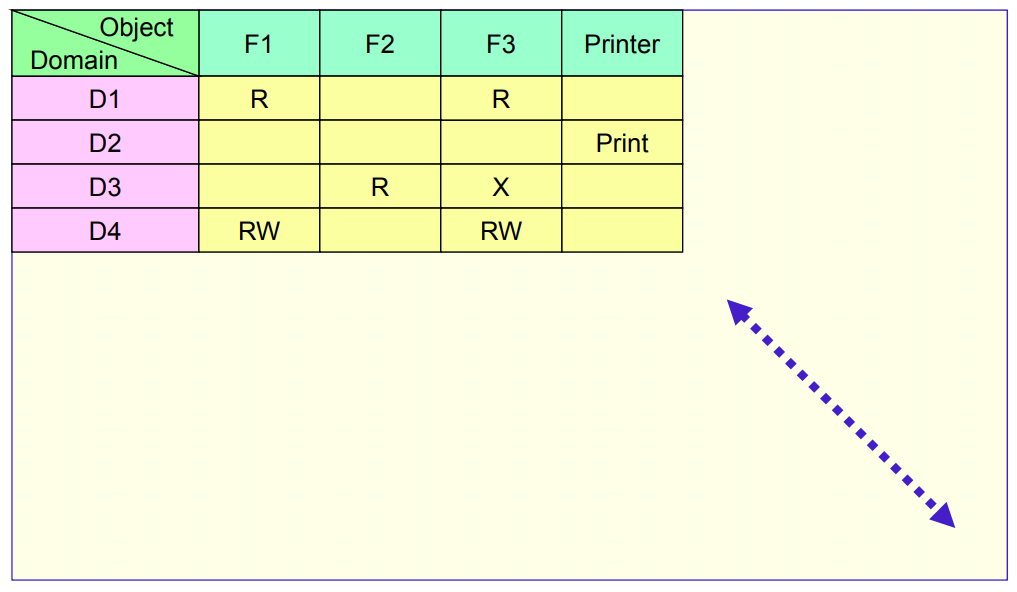 Object
Domain
F1 F2 F3 Printer
D1 R R
D2 Print
D3 R X
D4 RW RW